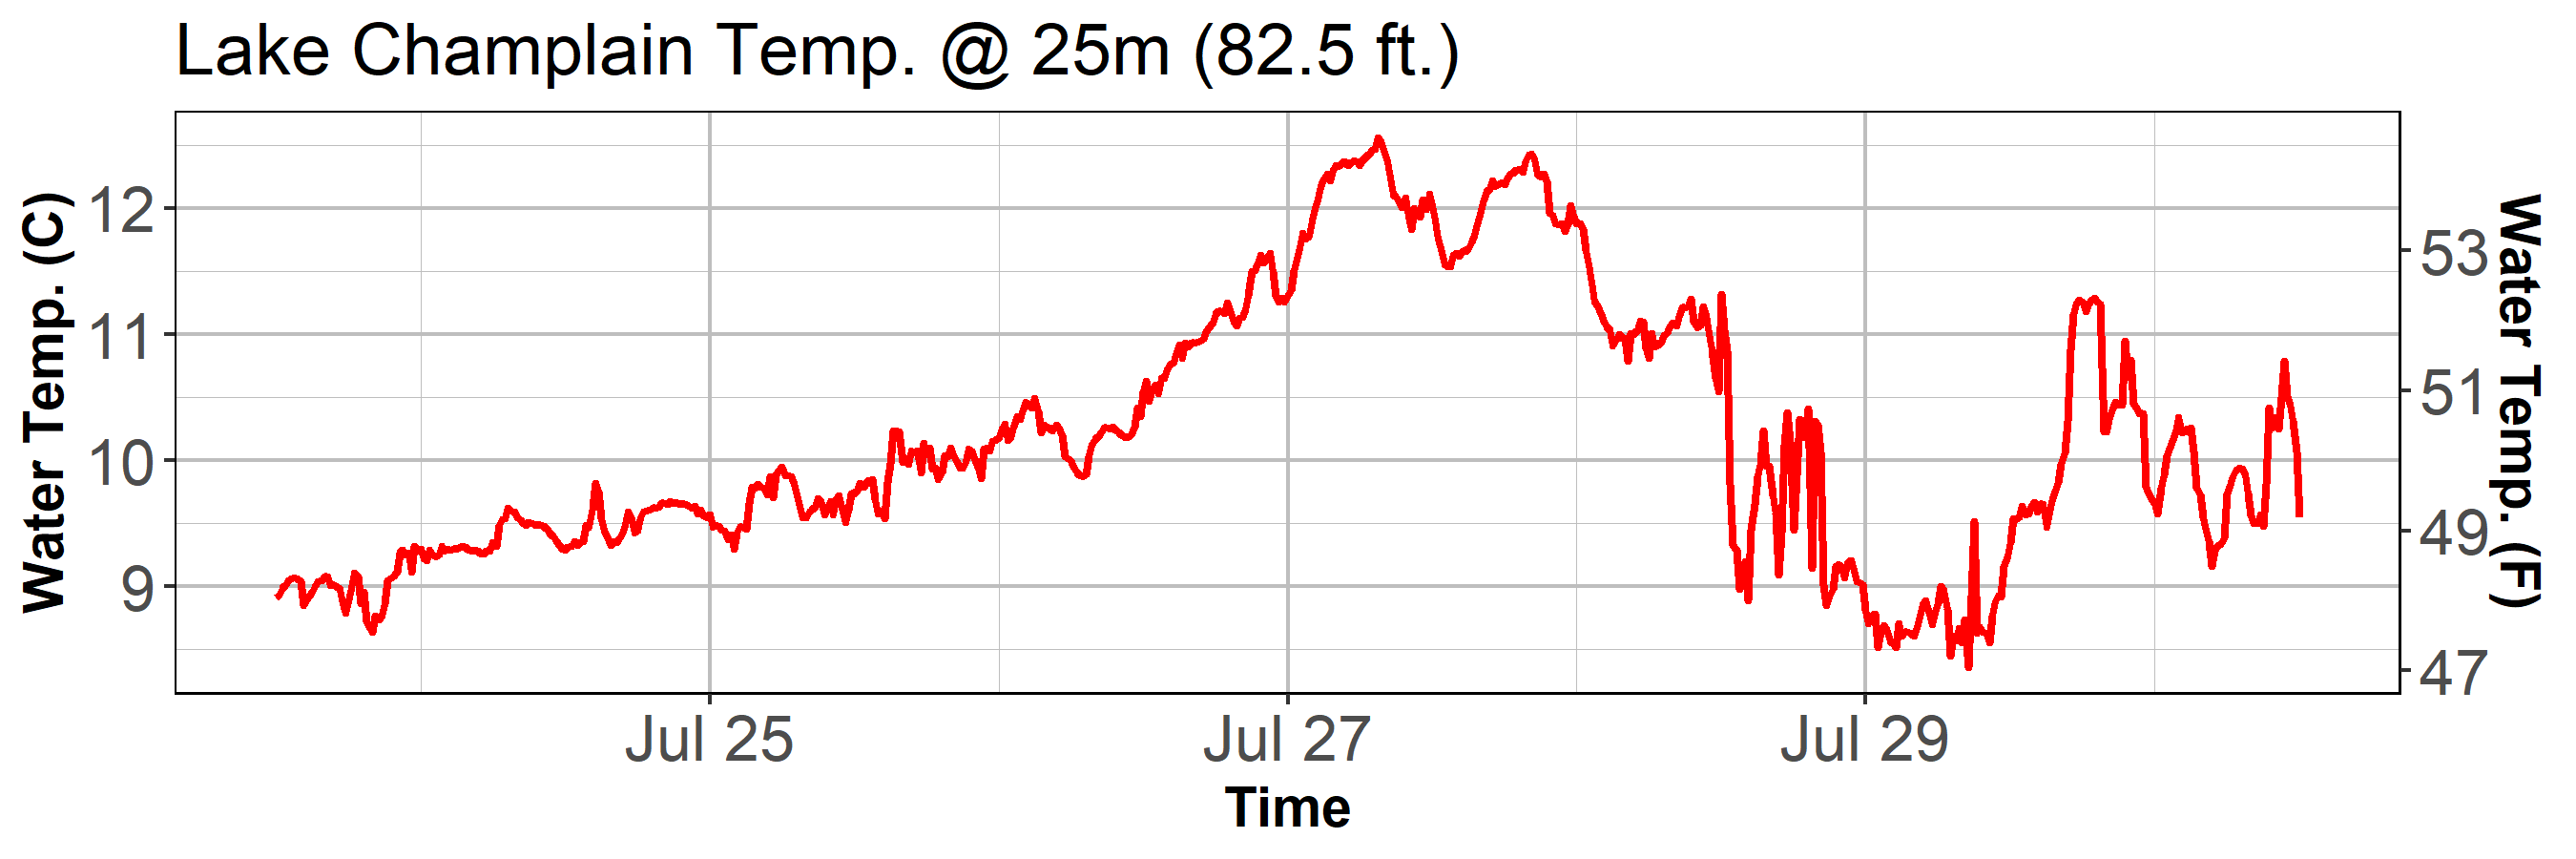 Lake Champlain Temp. @ 25m (82.5 ft.)
Water Temp. (C)
12
11
10
9
53
51
49
47
Water Temp. (F)
Jul 25
Jul 27
Jul 29
Time